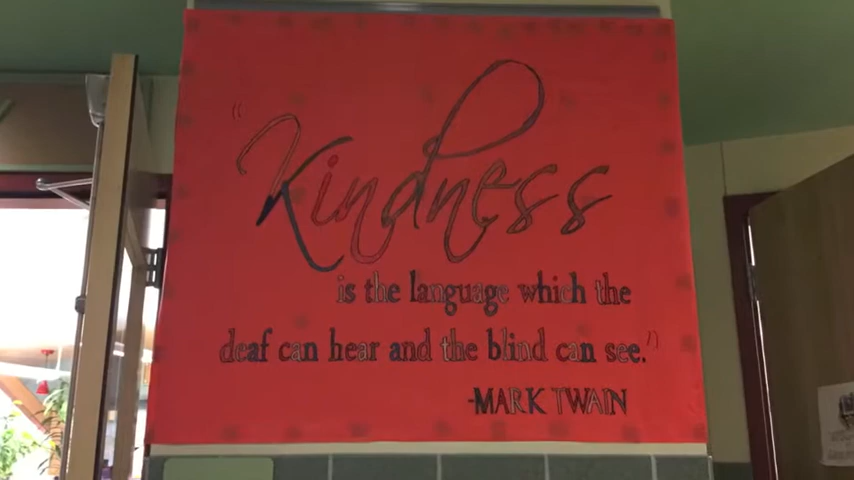 "Kindness
is the language which the
deaf can hear and the blind can see."
-MARK TWAIN